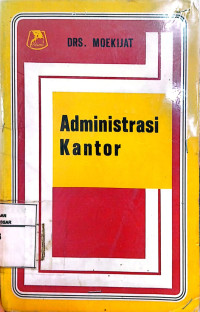 DRS. MOEKIJAT
Administrasi
Kantor